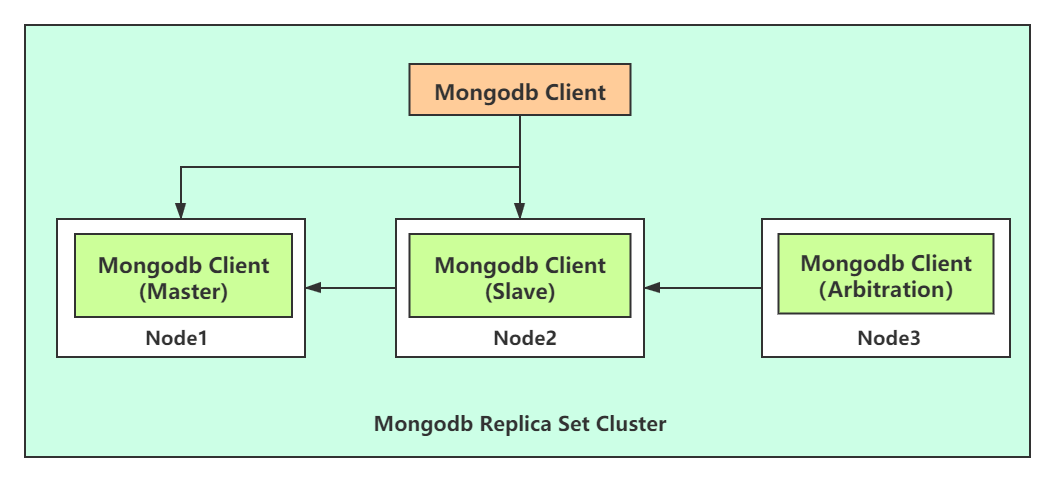 Mongodb Client
Mongodb Client
(Master)
Node1
Mongodb Client
(Slave)
Node2
Mongodb Client
（Arbitration）
Node3
Mongodb Replica Set Cluster